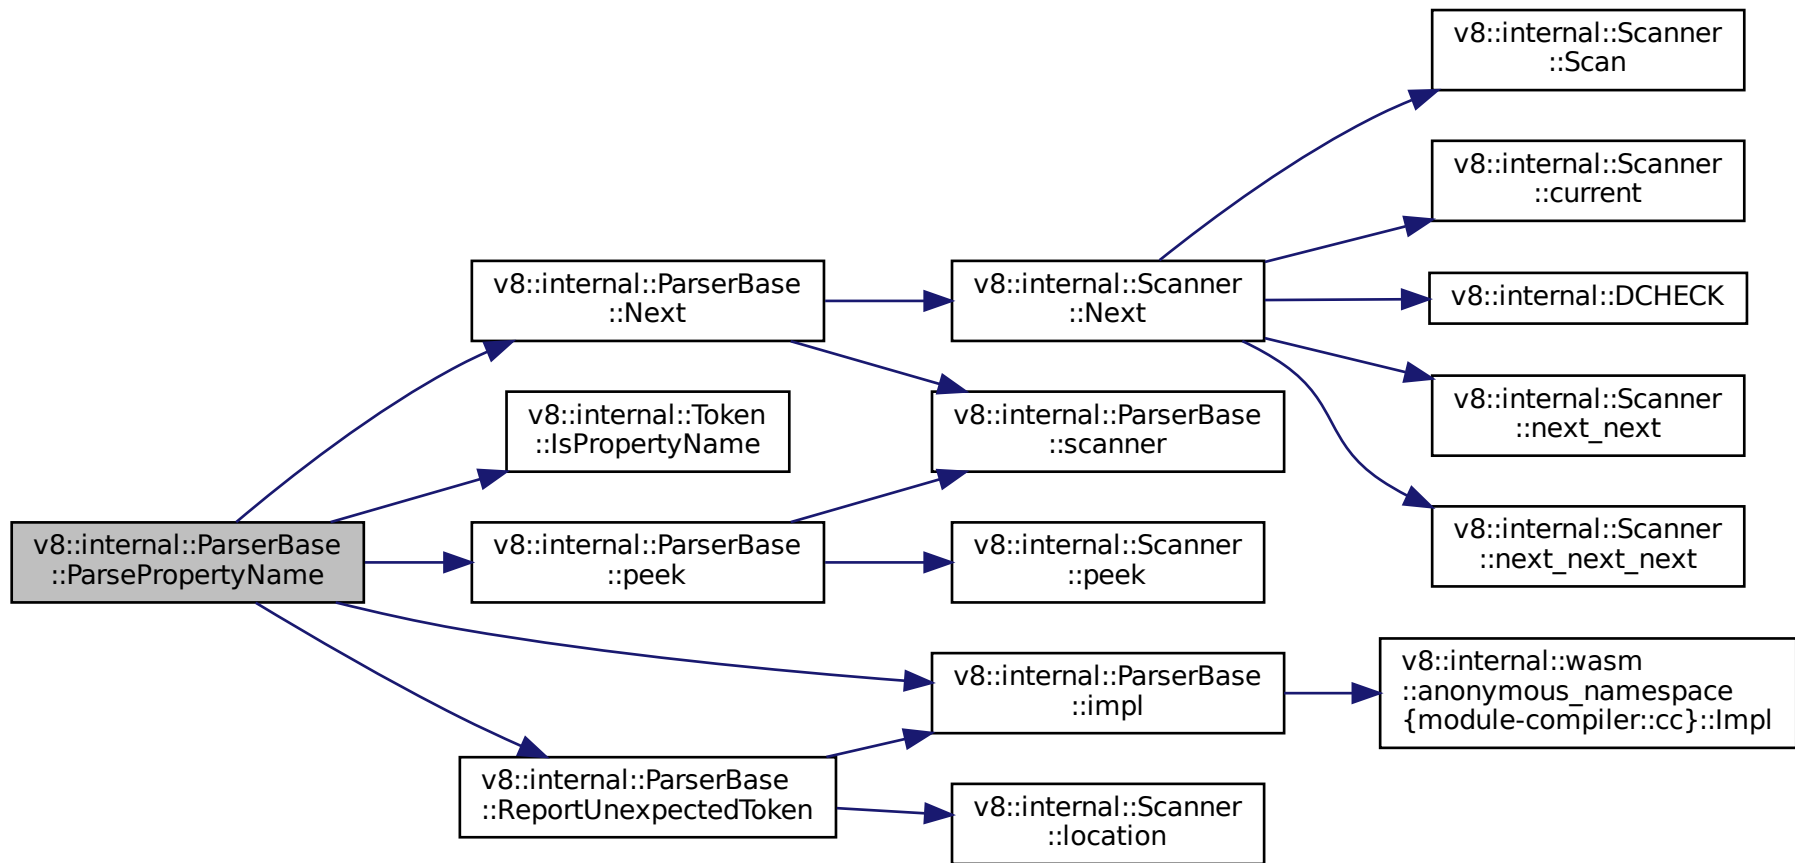 v8::internal::Scanner
::Scan
v8::internal::Scanner
::current
v8::internal::ParserBase
::Next
v8::internal::Scanner
::Next
v8::internal::DCHECK
v8::internal::Token
::IsPropertyName
v8::internal::ParserBase
::scanner
v8::internal::Scanner
::next_next
v8::internal::ParserBase
::ParsePropertyName
v8::internal::ParserBase
::peek
v8::internal::Scanner
::peek
v8::internal::Scanner
::next_next_next
v8::internal::ParserBase
::impl
v8::internal::wasm
::anonymous_namespace
{module-compiler::cc}::Impl
v8::internal::ParserBase
::ReportUnexpectedToken
v8::internal::Scanner
::location